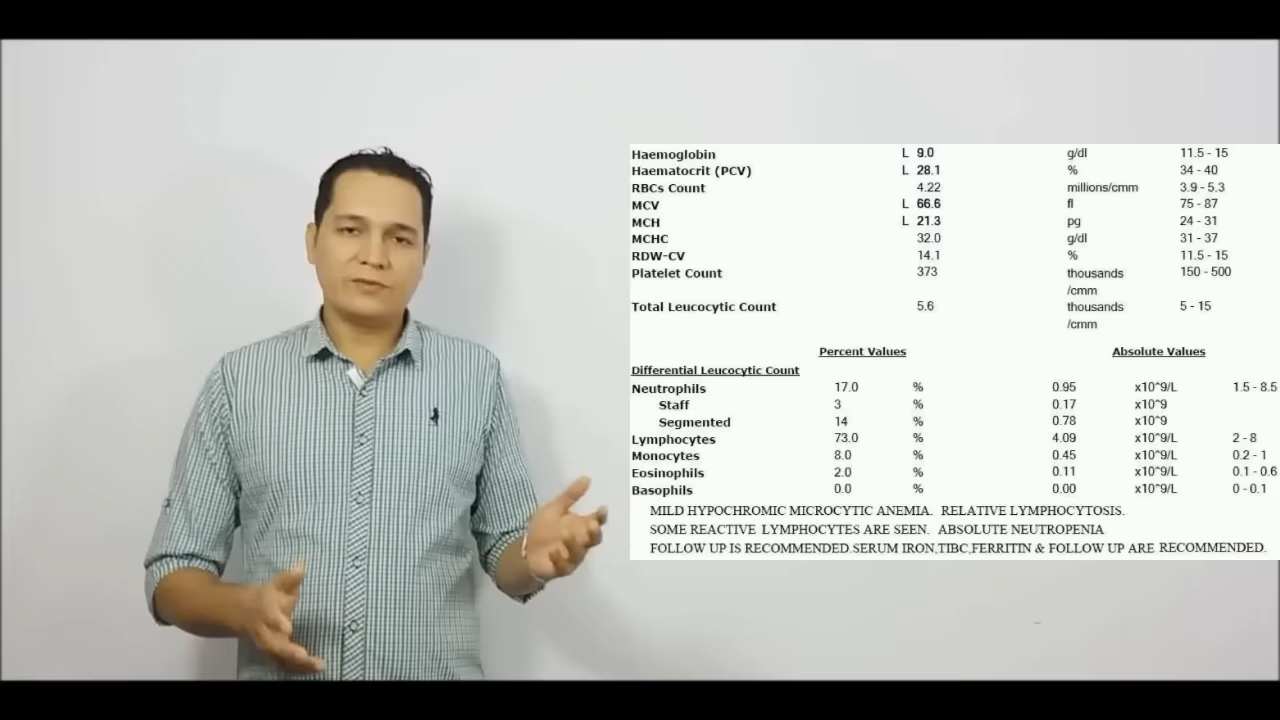 Haemoglobin L 9.0 g/dl 11.5 - 15
Haematocrit (PCV) L 28.1 % 34 - 40
RBCs Count 4.22 millions/cmm 3.9 - 5.3
MCV L 66.6 fl 75 - 87
MCH L 21.3 pg 24 - 31
MCHC 32.0 g/dl 31 - 37
RDW-CV 14.1 % 11.5 - 15
Platelet Count 373 thousands 150 - 500
/cmm
Total Leucocytic Count 5.6 thousands 5 - 15
/cmm
Percent Values Absolute Values
Differential Leucocytic Count
Neutrophils 17.0 % 0.95 x10^9/L 1.5 - 8.5
Staff 3 % 0.17 x10^9
Segmented 14 % 0.78 x10^9
Lymphocytes 73.0 % 4.09 x10^9/L 2 - 8
Monocytes 8.0 % 0.45 x10^9/L 0.2 - 1
Eosinophils 2.0 % 0.11 x10^9/L 0.1 - 0.6
Basophils 0.0 % 0.00 x10^9/L 0 - 0.1
MILD HYPOCHROMIC MICROCYTIC ANEMIA. RELATIVE LYMPHOCYTOSIS.
SOME REACTIVE LYMPHOCYTES ARE SEEN. ABSOLUTE NEUTROPENIA
FOLLOW UP IS RECOMMENDED.SERUM IRON,TIBC,FERRITIN & FOLLOW UP ARE RECOMMENDED.